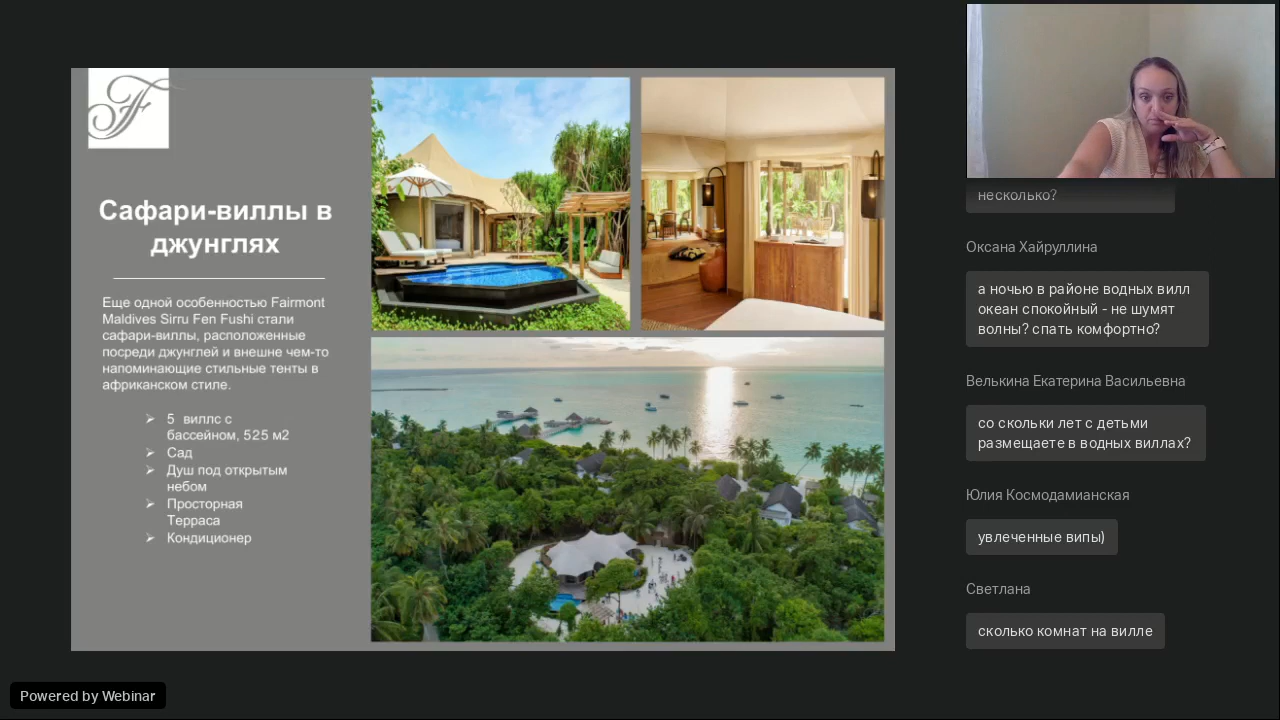 Сафари-виллы в
джунглях
Еще одной особенностью Fairmont
Maldives Sirru Fen Fushi стали
сафари-виллы, расположенные
посреди джунглей и внешне чем-то
напоминающие стильные тенты в
африканском стиле.
5 виллс с
бассейном, 525 м2
Сад
Душ под открытым
небом
Просторная
Терраса
Кондиционер
несколько?
Оксана Хайруллина
а ночью в районе водных вилл
океан спокойный - не шумят
волны? спать комфортно?
Велькина Екатерина Васильевна
со скольки лет с детьми
размещаете в водных виллах?
Юлия Космодамианская
увлеченные випы)
Светлана
сколько комнат на вилле
Powered by Webinar